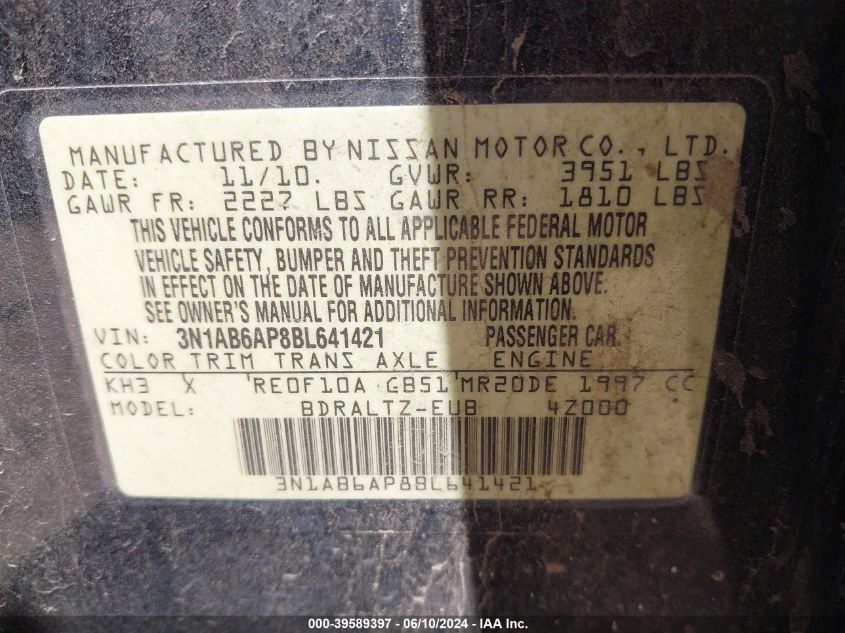 MANUFACTURED BY NISSAN MOTOR CO., LTD.
DATE: 11/10. GVWR: 3951 LBS
GAWR FR: 2227 LBS GAWR RR: 1810 LBS
THIS VEHICLE CONFORMS TO ALL APPLICABLE FEDERAL MOTOR
VEHICLE SAFETY, BUMPER AND THEFT PREVENTION STANDARDS
IN EFFECT ON THE DATE OF MANUFACTURE SHOWN ABOVE.
SEE OWNER'S MANUAL FOR ADDITIONAL INFORMATION.
VIN: 3N1AB6AP8BL641421 PASSENGER CAR
COLOR TRIM TRANS AXLE ENGINE
KH3 X RE0F10A GB51 MR20DE 1997 CC
MODEL: BDRALTZ-EUB 4Z000
3N1AB6AP8BL641421
000-39589397 - 06/10/2024 - IAA Inc.